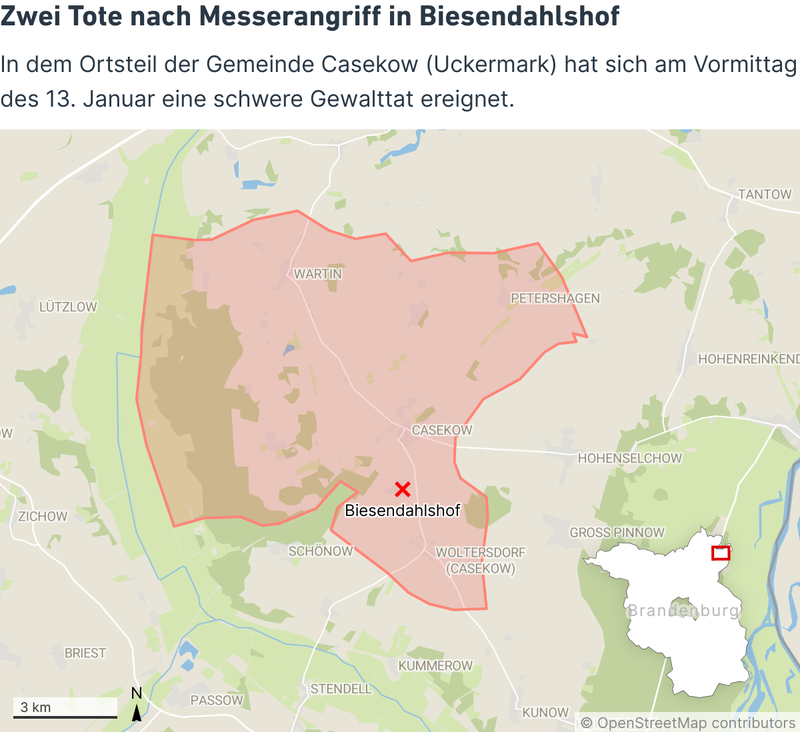 Zwei Tote nach Messerangriff in Biesendahlshof
In dem Ortsteil der Gemeinde Casekow (Uckermark) hat sich am Vormittag
des 13. Januar eine schwere Gewalttat ereignet.
TANTOW
WARTIN
PETERSHAGEN
LÜTZLOW
HOHENREINKEND
CASEKOW
OW
HOHENSELCHOW
Biesendahlshof
ZICHOW
GROSS PINNOW
SCHÖNOW
WOLTERSDORF
(CASEKOW)
Brandenburg
BRIEST
KUMMEROW
STENDELL
N
PASSOW
3 km
KUNOW
© OpenStreetMap contributors